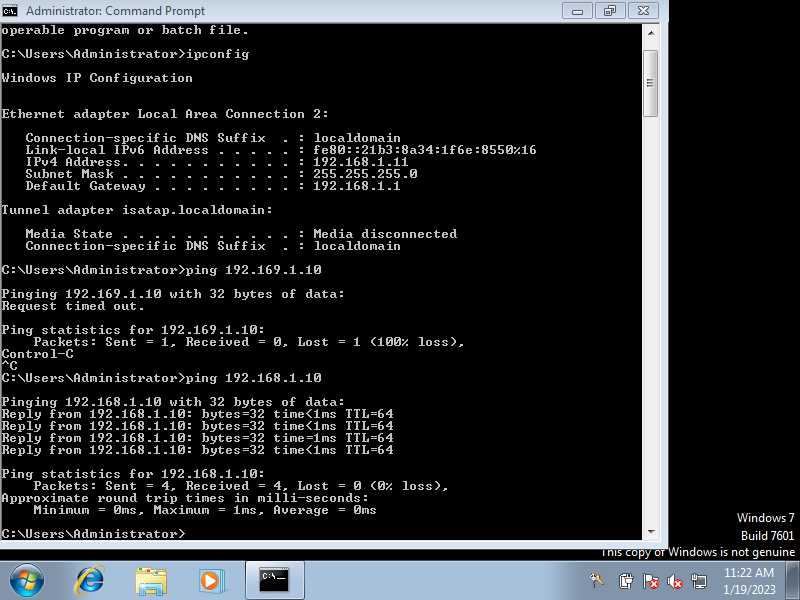 Administrator: Command Prompt
operable program or batch file.
C:\Users\Administrator>ipconfig
Windows IP Configuration
Ethernet adapter Local Area Connection 2:
Connection-specific DNS Suffix . : localdomain
Link-local IPv6 Address . . . . . : fe80::21b3:8a34:1f6e:8550%16
IPv4 Address. . . . . . . . . . . : 192.168.1.11
Subnet Mask . . . . . . . . . . . : 255.255.255.0
Default Gateway . . . . . . . . . : 192.168.1.1
Tunnel adapter isatap.localdomain:
Media State . . . . . . . . . . . : Media disconnected
Connection-specific DNS Suffix . : localdomain
C:\Users\Administrator>ping 192.169.1.10
Pinging 192.169.1.10 with 32 bytes of data:
Request timed out.
Ping statistics for 192.169.1.10:
Packets: Sent = 1, Received = 0, Lost = 1 (100% loss),
Control-C
^C
C:\Users\Administrator>ping 192.168.1.10
Pinging 192.168.1.10 with 32 bytes of data:
Reply from 192.168.1.10: bytes=32 time<1ms TTL=64
Reply from 192.168.1.10: bytes=32 time<1ms TTL=64
Reply from 192.168.1.10: bytes=32 time=1ms TTL=64
Reply from 192.168.1.10: bytes=32 time<1ms TTL=64
Ping statistics for 192.168.1.10:
Packets: Sent = 4, Received = 4, Lost = 0 (0% loss),
Approximate round trip times in milli-seconds:
Minimum = 0ms, Maximum = 1ms, Average = 0ms
C:\Users\Administrator>
Windows 7
Build 7601
This copy of Windows is not genuine
11:22 AM
1/19/2023